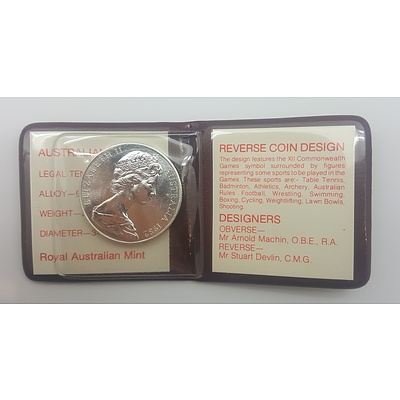 AUSTRALIAN
LEGAL TEN
ALLOY—
WEIGHT—
DIAMETER—3
Royal Australian Mint
ELIZABETH II
AUSTRALIA 1982
REVERSE COIN DESIGN
The design features the XII Commonwealth
Games symbol surrounded by figures
representing some sports to be played in the
Games. These sports are:- Table Tennis,
Badminton, Athletics, Archery, Australian
Rules Football, Wrestling, Swimming,
Boxing, Cycling, Weightlifting, Lawn Bowls,
Shooting.
DESIGNERS
OBVERSE—
Mr Arnold Machin, O.B.E., R.A.
REVERSE—
Mr Stuart Devlin, C.M.G.